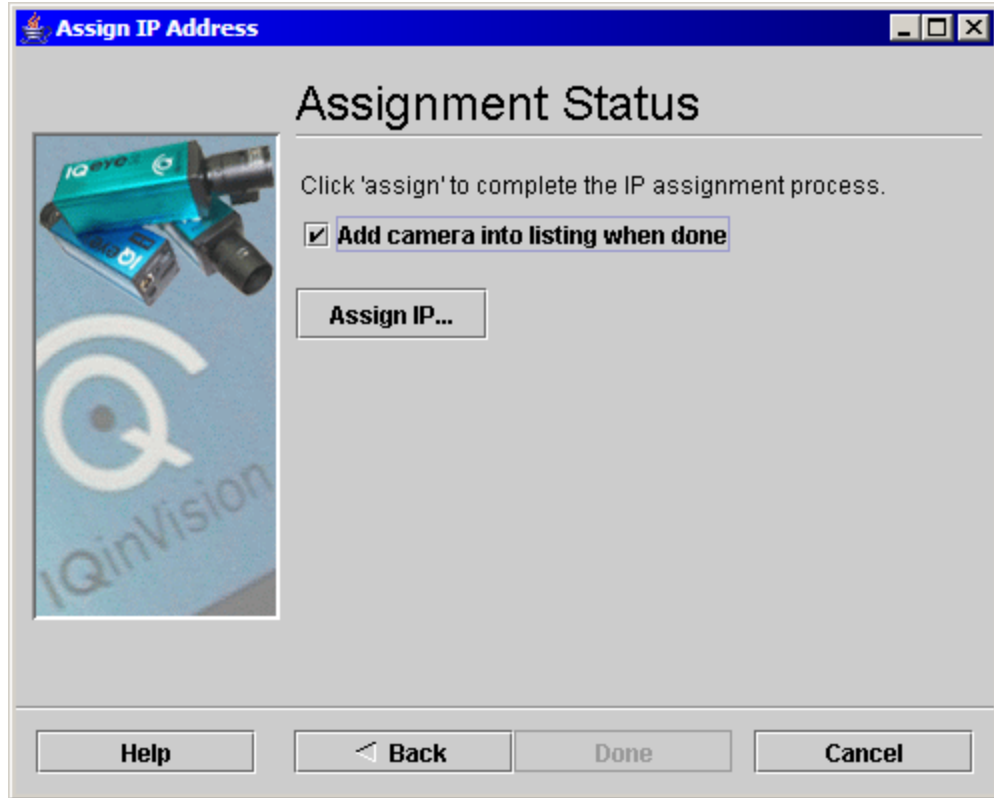 Assign IP Address
Assignment Status
IQeye3
IQeye
IQinVision
Click 'assign' to complete the IP assignment process.
Add camera into listing when done
Assign IP...
Help
Back
Done
Cancel